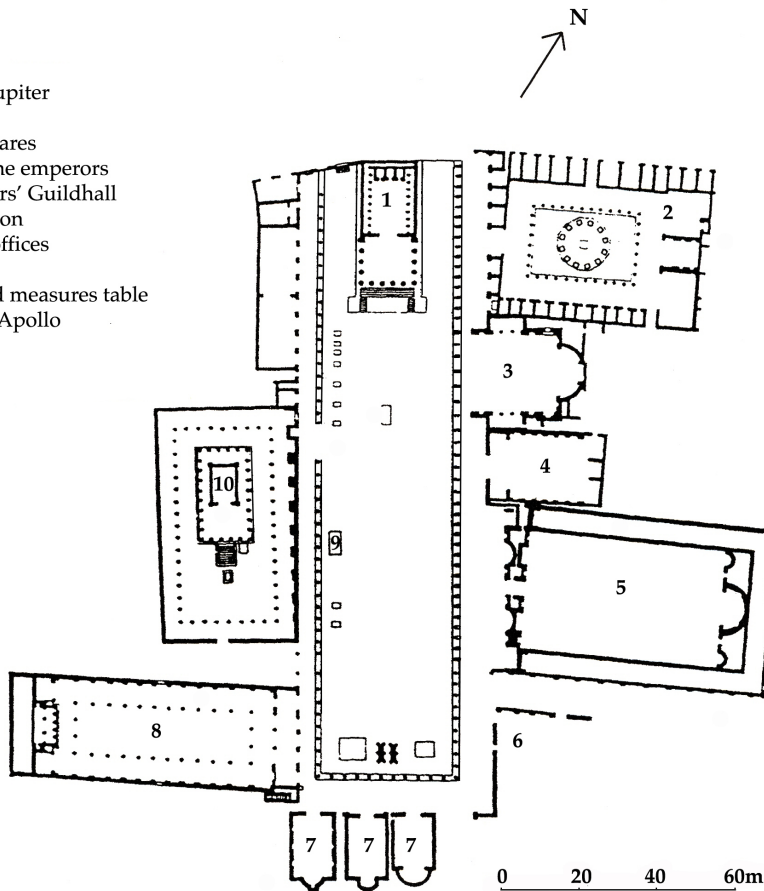 N
upiter
ares
he emperors
rs’ Guildhall
on
offices
d measures table
Apollo
1
2
3
4
10
9
5
8
6
7 7 7
0 20 40 60m